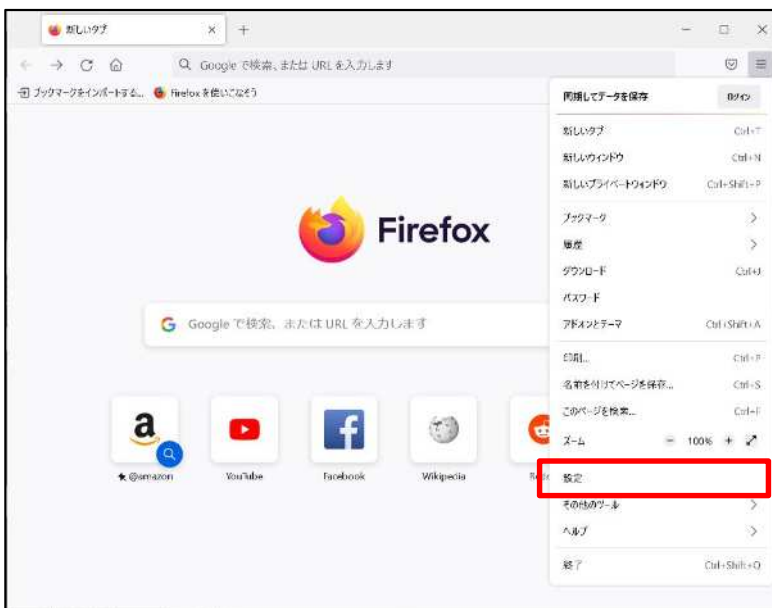 新しいタブ
Google で検索、または URL を入力します
ブックマークをインポートする...
Firefox を使いこなそう
同期してデータを保存
ログイン
新しいタブ Ctrl+T
新しいウィンドウ Ctrl+N
新しいプライベートウィンドウ Ctrl+Shift+P
ブックマーク
履歴
ダウンロード Ctrl+J
パスワード
アドオンとテーマ Ctrl+Shift+A
印刷... Ctrl+P
名前を付けてページを保存... Ctrl+S
このページを検索... Ctrl+F
ズーム − 100% +
設定
その他のツール
ヘルプ
終了 Ctrl+Shift+Q
Firefox
Google で検索、または URL を入力します
@amazon
YouTube
Facebook
Wikipedia